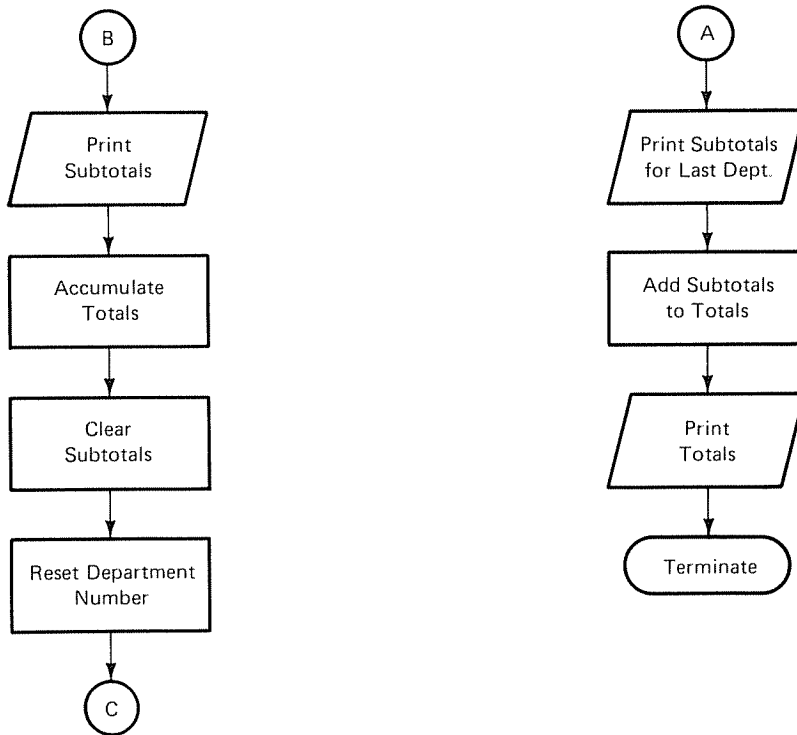 B
Print
Subtotals
Accumulate
Totals
Clear
Subtotals
Reset Department
Number
C
A
Print Subtotals
for Last Dept.
Add Subtotals
to Totals
Print
Totals
Terminate